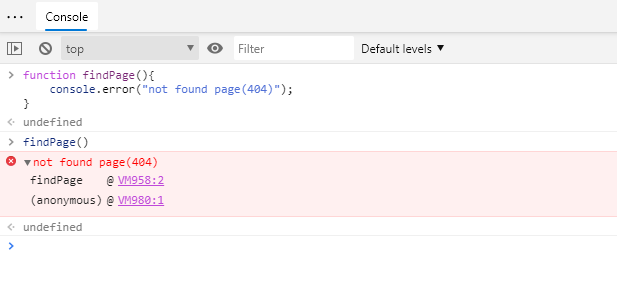 Console
top Filter Default levels
function findPage(){
console.error("not found page(404)");
}
undefined
findPage()
not found page(404)
findPage @ VM958:2
(anonymous) @ VM980:1
undefined